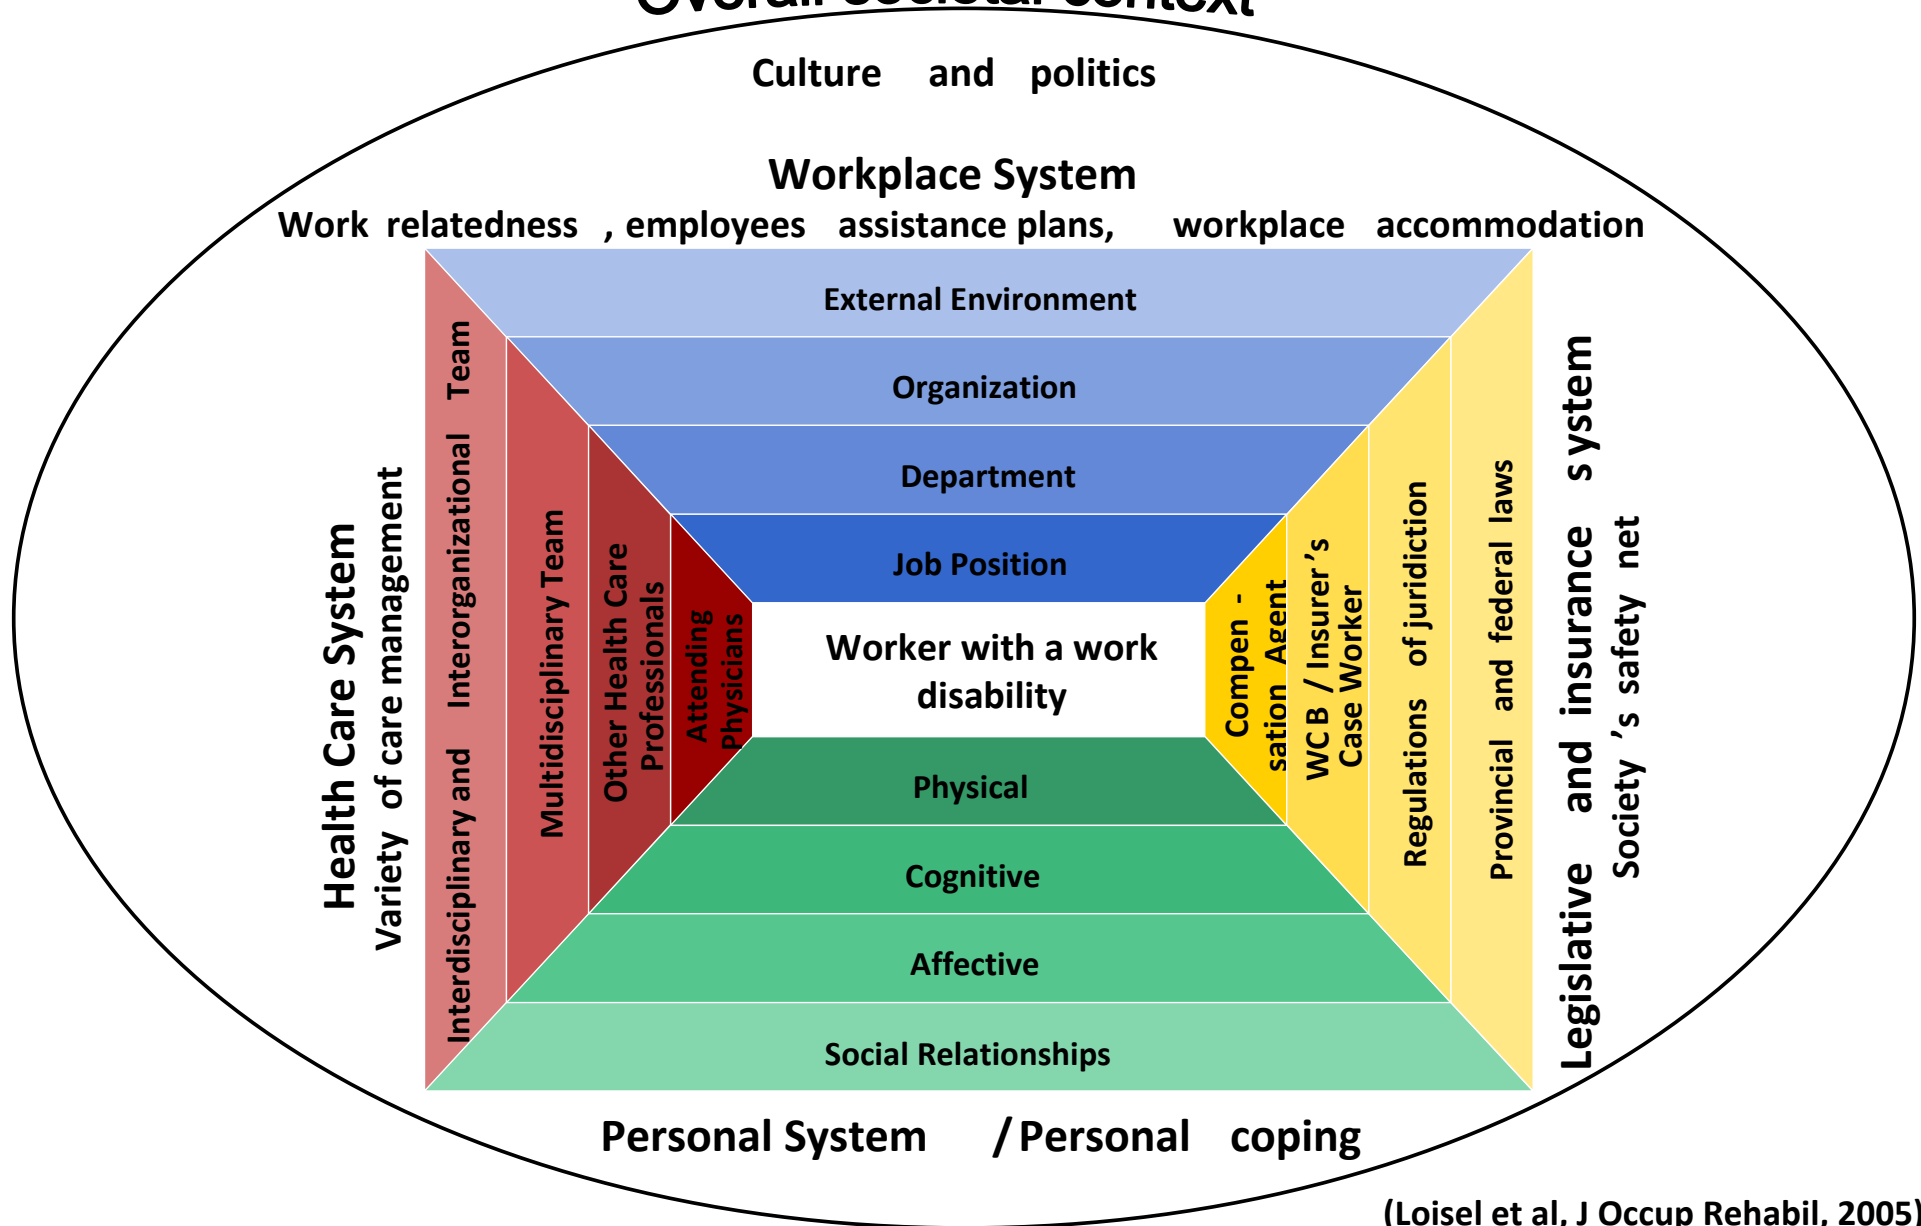 Overall societal context
Culture and politics
Workplace System
Work relatedness , employees assistance plans, workplace accommodation
External Environment
Organization
Department
Job Position
Health Care System
Variety of care management
Interdisciplinary and Interorganizational Team
Multidisciplinary Team
Other Health Care
Professionals
Attending
Physicians
Worker with a work
disability
Compen -
sation Agent
WCB / Insurer’s
Case Worker
Regulations of juridiction
Provincial and federal laws
Legislative and insurance system
Society ’s safety net
Physical
Cognitive
Affective
Social Relationships
Personal System / Personal coping
(Loisel et al, J Occup Rehabil, 2005)